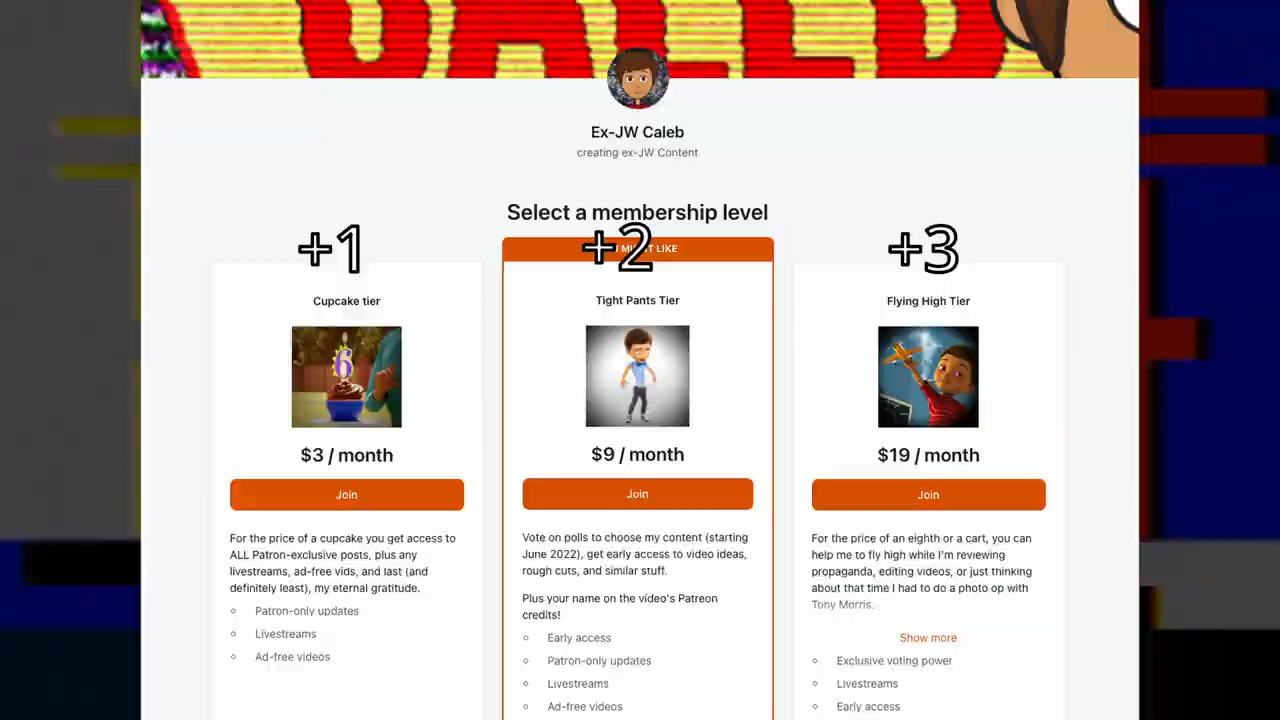 CALEB
Ex-JW Caleb
creating ex-JW Content
Select a membership level
+1
+2
+3
LIKE
Cupcake tier
6
$3 / month
Join
For the price of a cupcake you get access to
ALL Patron-exclusive posts, plus any
livestreams, ad-free vids, and last (and
definitely least), my eternal gratitude.
Patron-only updates
Livestreams
Ad-free videos
Tight Pants Tier
$9 / month
Join
Vote on polls to choose my content (starting
June 2022), get early access to video ideas,
rough cuts, and similar stuff.
Plus your name on the video's Patreon
credits!
Early access
Patron-only updates
Livestreams
Ad-free videos
Flying High Tier
$19 / month
Join
For the price of an eighth or a cart, you can
help me to fly high while I'm reviewing
propaganda, editing videos, or just thinking
about that time I had to do a photo op with
Tony Morris.
Show more
Exclusive voting power
Livestreams
Early access